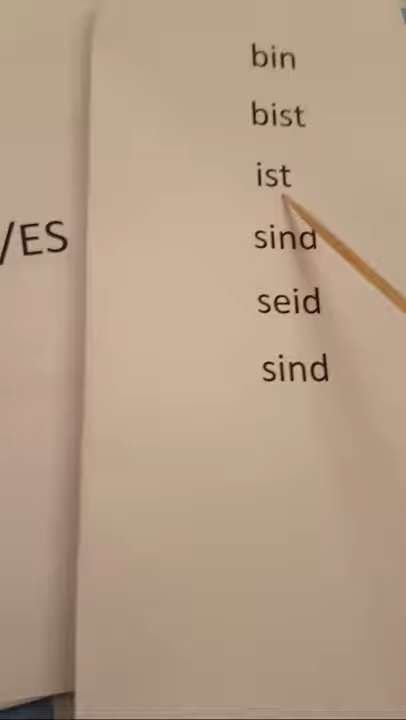 bin
bist
ist
/ES
sind
seid
sind